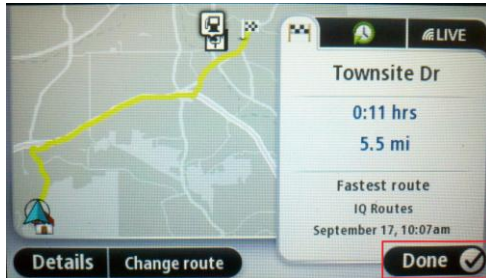 LIVE
Townsite Dr
0:11 hrs
5.5 mi
Fastest route
IQ Routes
September 17, 10:07am
Details
Change route
Done